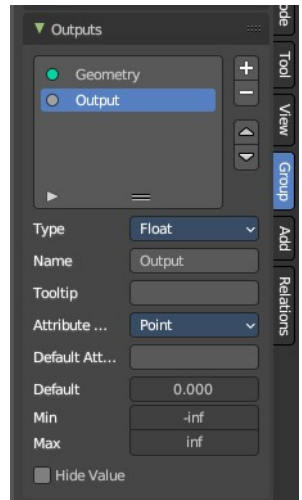 Outputs
Geometry
Output
Type Float
Name Output
Tooltip
Attribute ... Point
Default Att...
Default 0.000
Min -inf
Max inf
Hide Value
ode
Tool
View
Group
Add
Relations